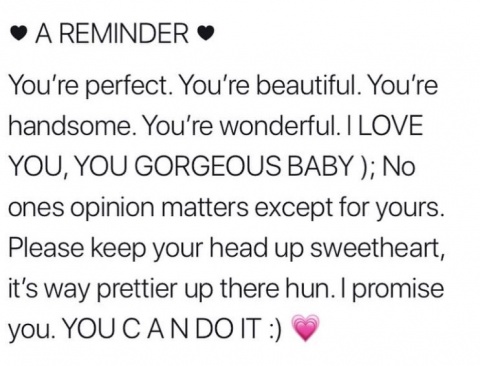 ♥ A REMINDER ♥
You’re perfect. You’re beautiful. You’re
handsome. You’re wonderful. I LOVE
YOU, YOU GORGEOUS BABY ); No
ones opinion matters except for yours.
Please keep your head up sweetheart,
it’s way prettier up there hun. I promise
you. YOU C A N DO IT :) 💗